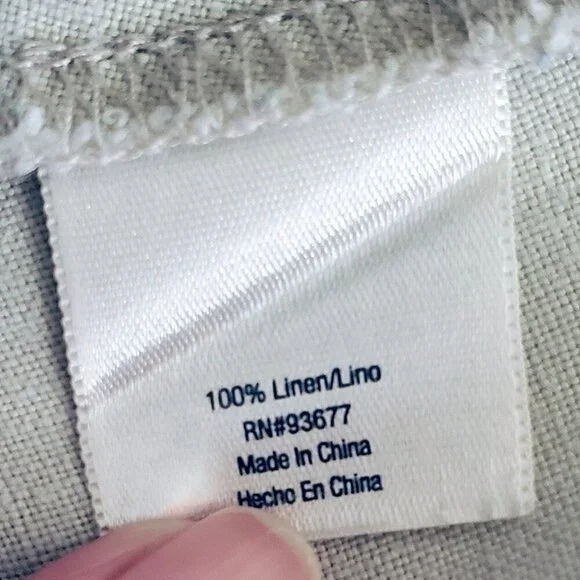 100% Linen/Lino
RN#93677
Made In China
Hecho En China